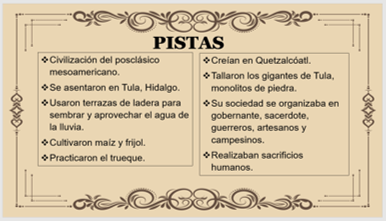 PISTAS
❖Civilización del posclásico
mesoamericano.
❖Se asentaron en Tula, Hidalgo.
❖Usaron terrazas de ladera para
sembrar y aprovechar el agua de
la lluvia.
❖Cultivaron maíz y frijol.
❖Practicaron el trueque.
❖Creían en Quetzalcóatl.
❖Tallaron los gigantes de Tula,
monolitos de piedra.
❖Su sociedad se organizaba en
gobernante, sacerdote,
guerreros, artesanos y
campesinos.
❖Realizaban sacrificios
humanos.